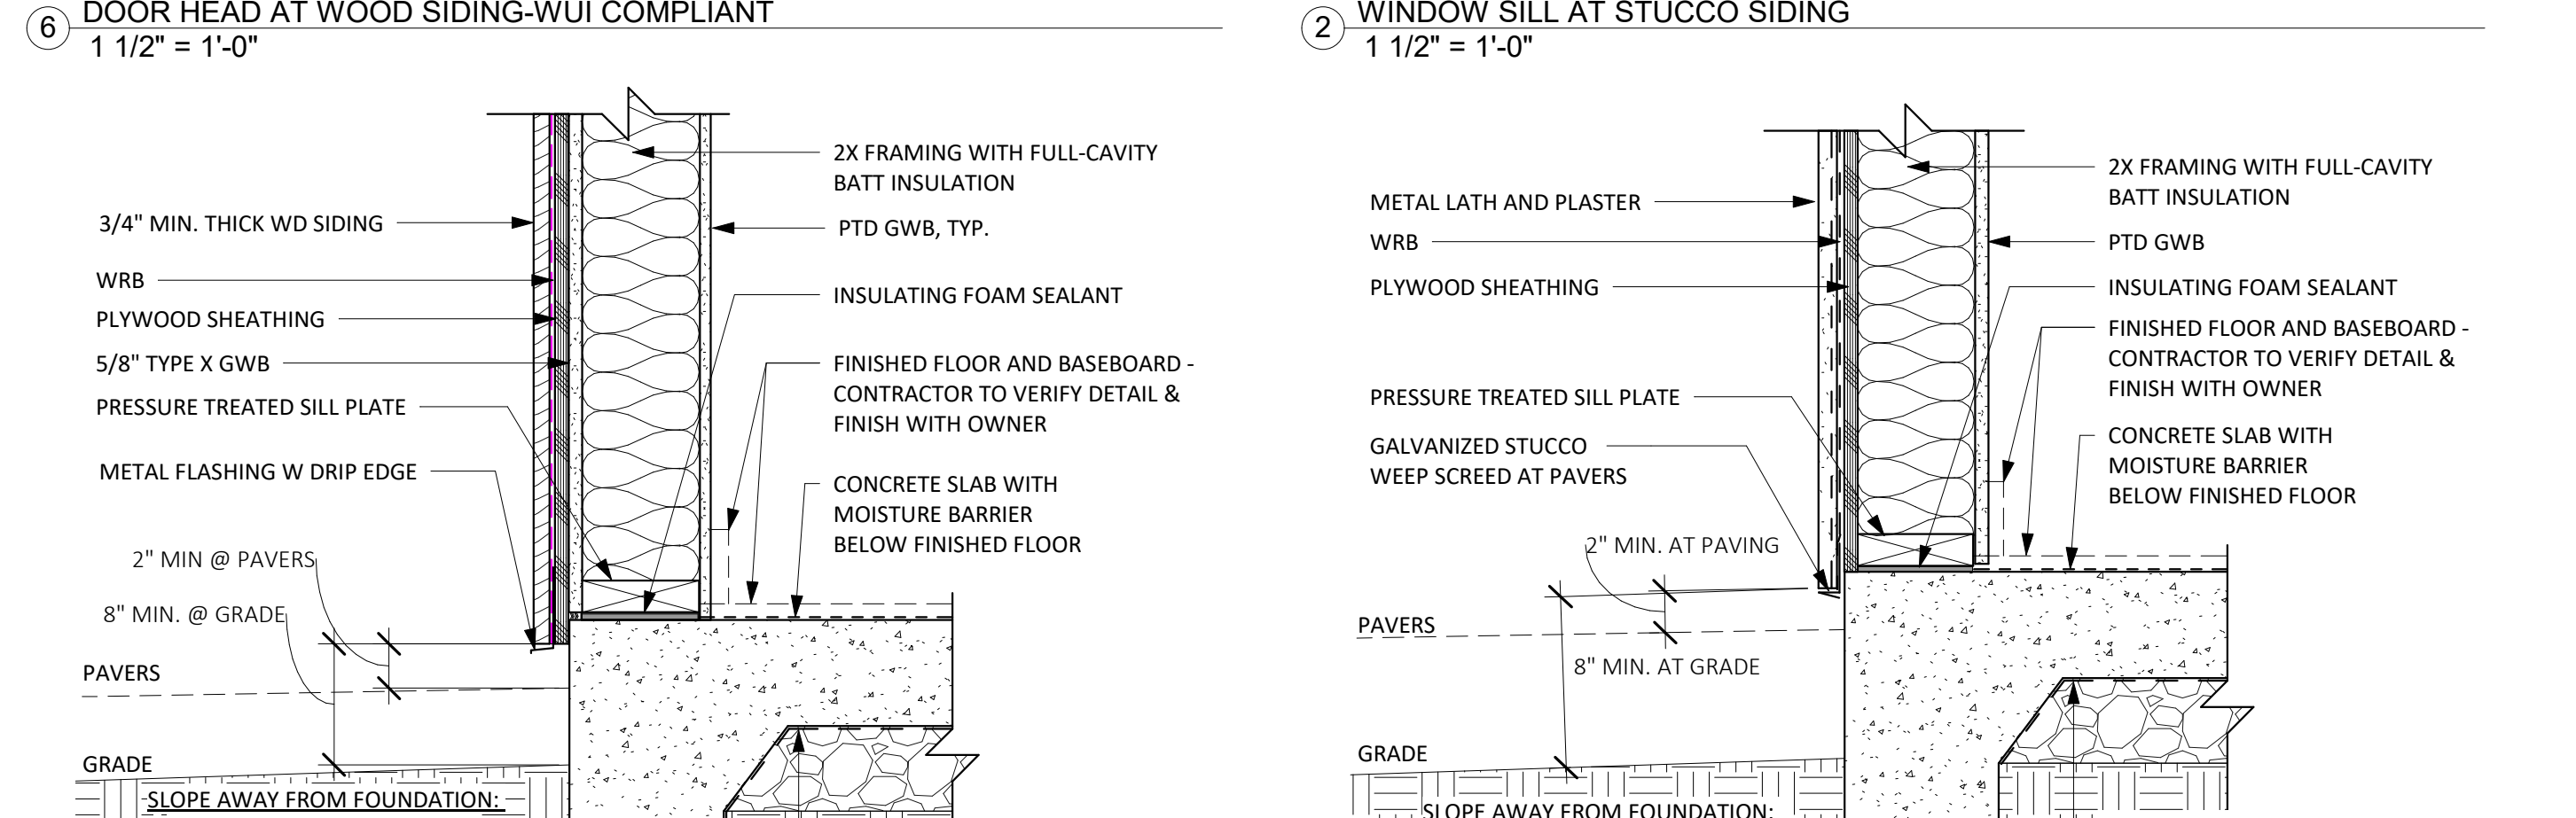 6
DOOR HEAD AT WOOD SIDING-WUI COMPLIANT
1 1/2" = 1'-0"
3/4" MIN. THICK WD SIDING
WRB
PLYWOOD SHEATHING
5/8" TYPE X GWB
PRESSURE TREATED SILL PLATE
METAL FLASHING W DRIP EDGE
2" MIN @ PAVERS
8" MIN. @ GRADE
PAVERS
GRADE
SLOPE AWAY FROM FOUNDATION:
2X FRAMING WITH FULL-CAVITY
BATT INSULATION
PTD GWB, TYP.
INSULATING FOAM SEALANT
FINISHED FLOOR AND BASEBOARD -
CONTRACTOR TO VERIFY DETAIL &
FINISH WITH OWNER
CONCRETE SLAB WITH
MOISTURE BARRIER
BELOW FINISHED FLOOR
2
WINDOW SILL AT STUCCO SIDING
1 1/2" = 1'-0"
METAL LATH AND PLASTER
WRB
PLYWOOD SHEATHING
PRESSURE TREATED SILL PLATE
GALVANIZED STUCCO
WEEP SCREED AT PAVERS
2" MIN. AT PAVING
PAVERS
8" MIN. AT GRADE
GRADE
SLOPE AWAY FROM FOUNDATION:
2X FRAMING WITH FULL-CAVITY
BATT INSULATION
PTD GWB
INSULATING FOAM SEALANT
FINISHED FLOOR AND BASEBOARD -
CONTRACTOR TO VERIFY DETAIL &
FINISH WITH OWNER
CONCRETE SLAB WITH
MOISTURE BARRIER
BELOW FINISHED FLOOR